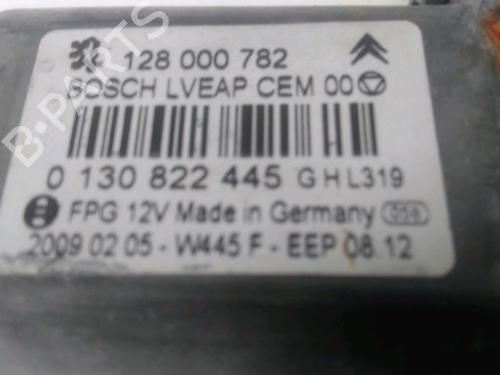 128 000 782
BOSCH LVEAP CEM 00
0 130 822 445 G H L319
FPG 12V Made in Germany 058
2009 02 05 - W445 F - EEP 08.12
B-PARTS